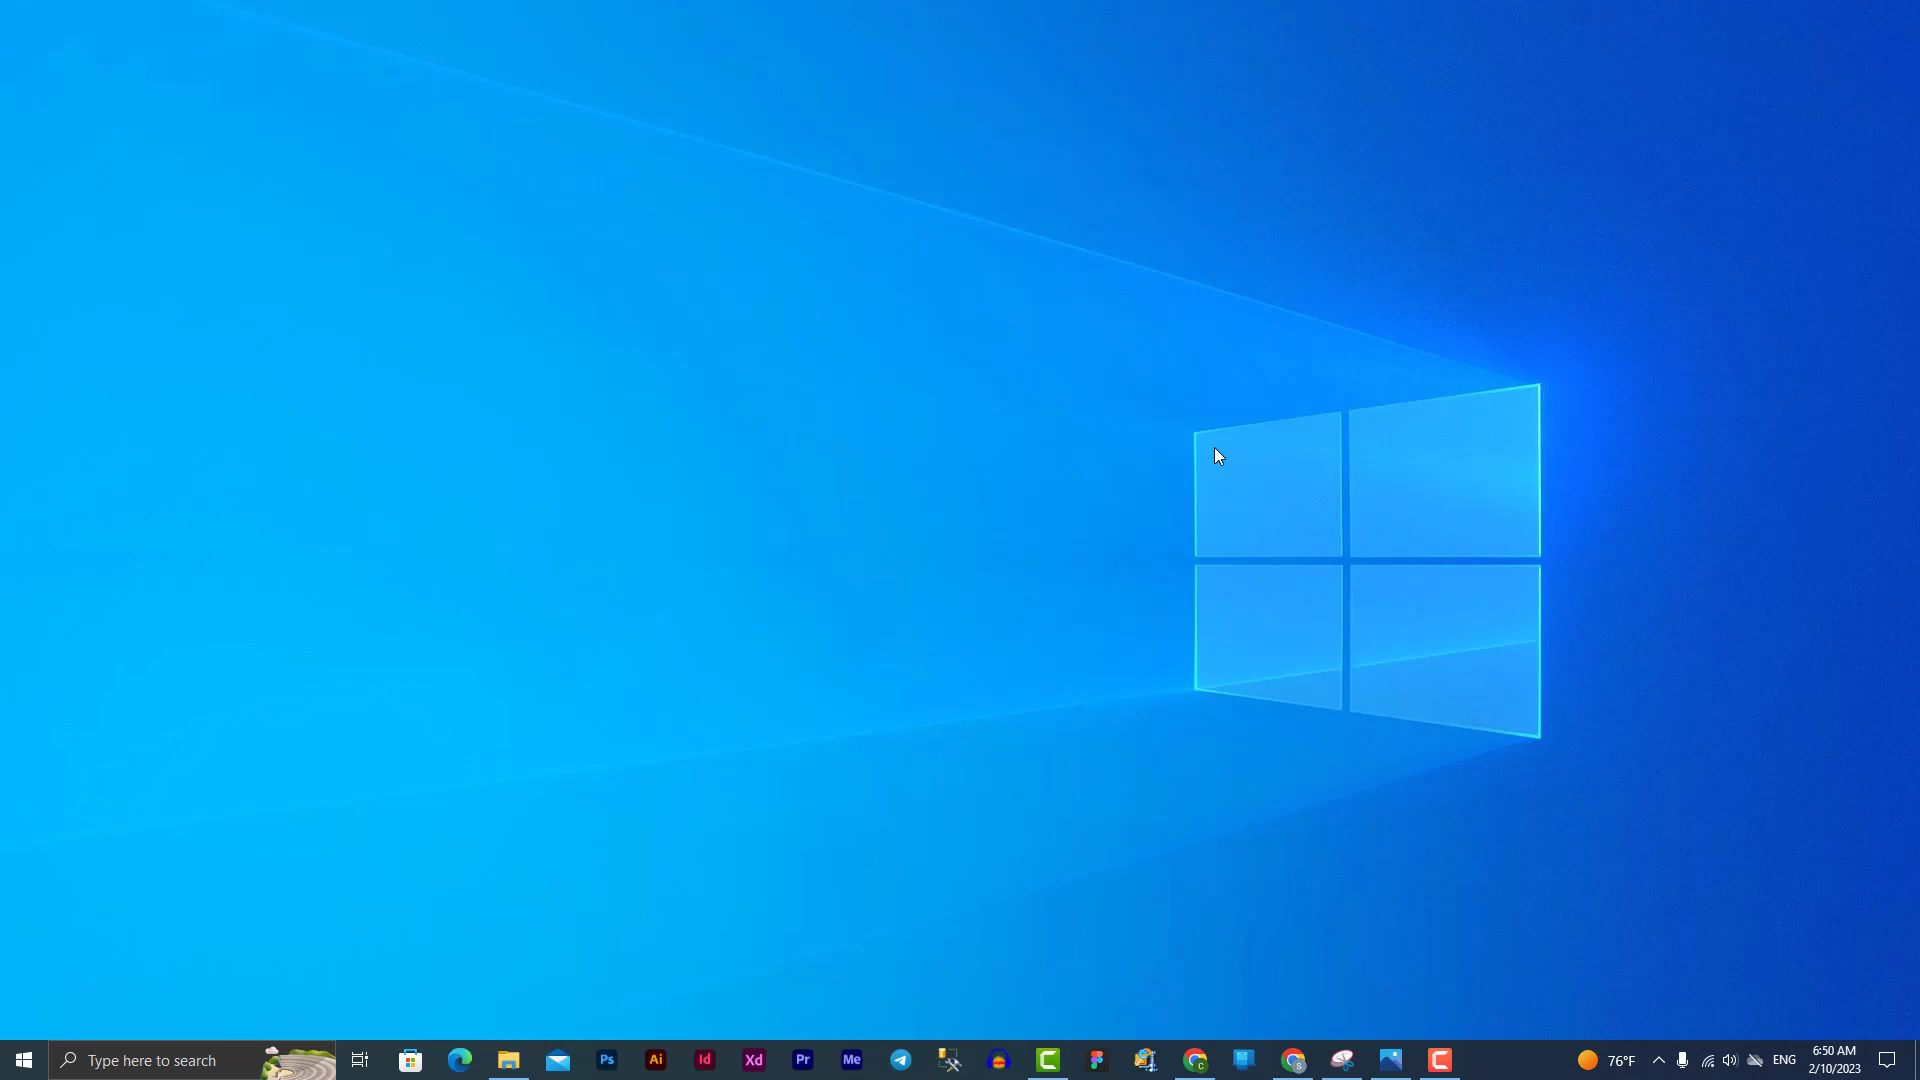 Type here to search
Ps
Ai
Id
Xd
Pr
Me
C
S
76°F
ENG
6:50 AM
2/10/2023